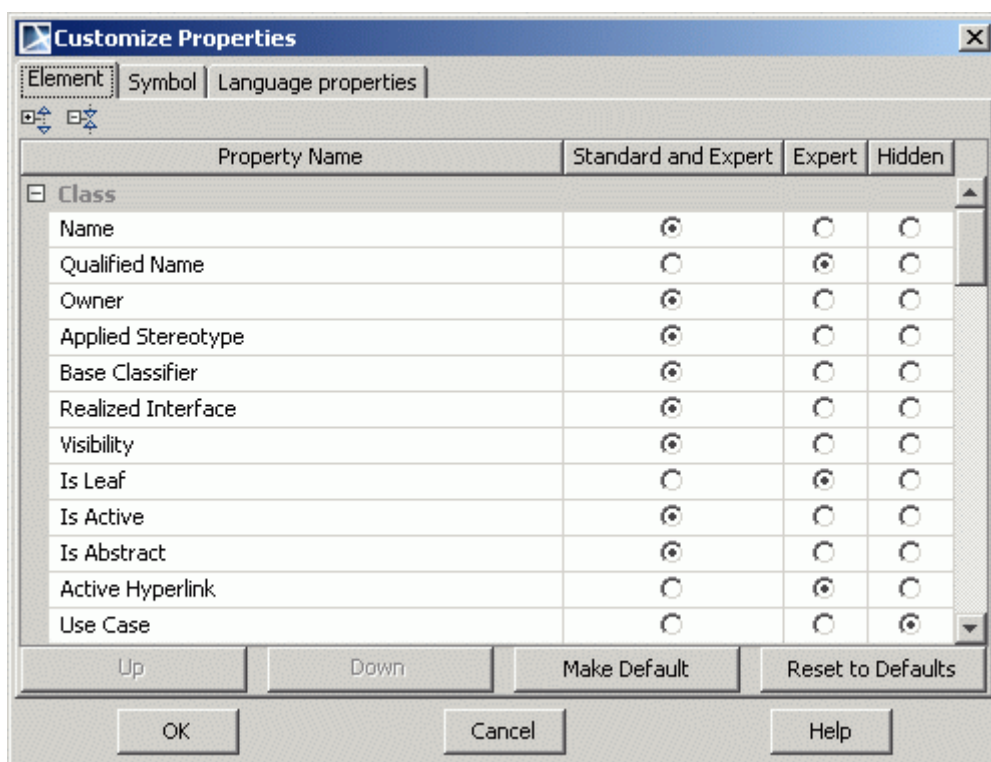 Customize Properties
Element Symbol Language properties
Property Name Standard and Expert Expert Hidden
Class
Name
Qualified Name
Owner
Applied Stereotype
Base Classifier
Realized Interface
Visibility
Is Leaf
Is Active
Is Abstract
Active Hyperlink
Use Case
Up Down Make Default Reset to Defaults
OK Cancel Help